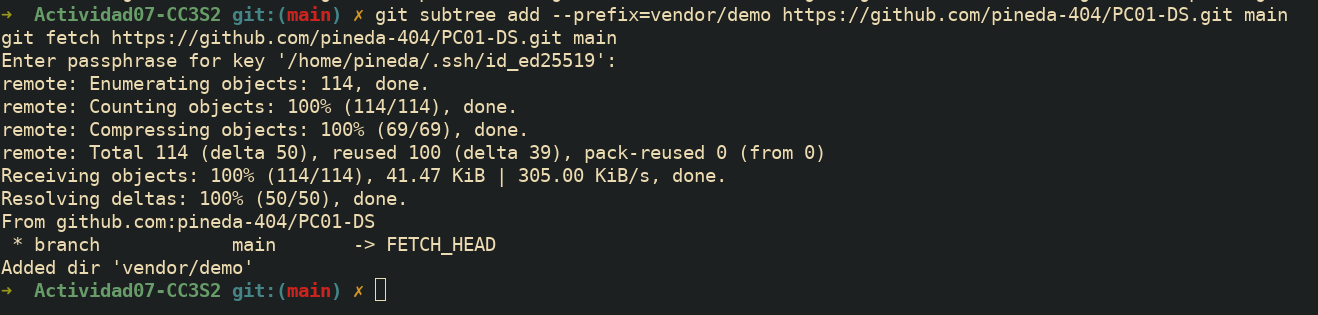 ➜  Actividad07-CC3S2 git:(main) ✗ git subtree add --prefix=vendor/demo https://github.com/pineda-404/PC01-DS.git main
git fetch https://github.com/pineda-404/PC01-DS.git main
Enter passphrase for key '/home/pineda/.ssh/id_ed25519':
remote: Enumerating objects: 114, done.
remote: Counting objects: 100% (114/114), done.
remote: Compressing objects: 100% (69/69), done.
remote: Total 114 (delta 50), reused 100 (delta 39), pack-reused 0 (from 0)
Receiving objects: 100% (114/114), 41.47 KiB | 305.00 KiB/s, done.
Resolving deltas: 100% (50/50), done.
From github.com:pineda-404/PC01-DS
 * branch            main       -> FETCH_HEAD
Added dir 'vendor/demo'
➜  Actividad07-CC3S2 git:(main) ✗